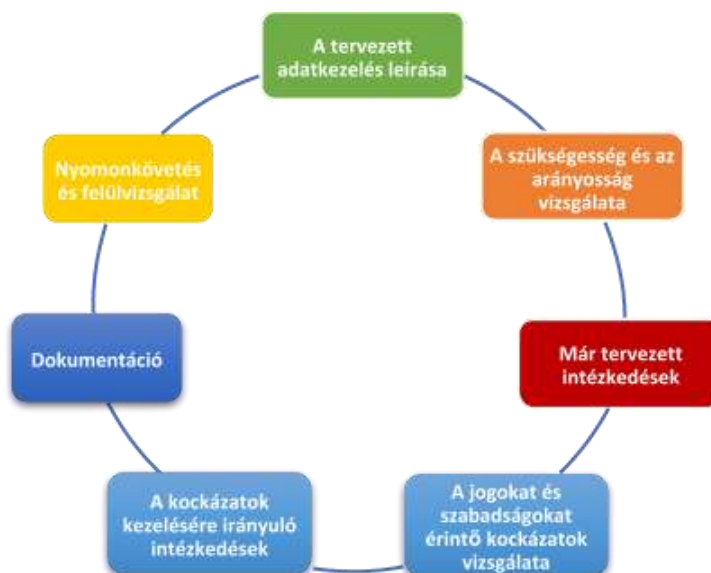 A tervezett
adatkezelés leírása
A szükségesség és az
arányosság
vizsgálata
Már tervezett
intézkedések
A jogokat és
szabadságokat
érintő kockázatok
vizsgálata
A kockázatok
kezelésére irányuló
intézkedések
Dokumentáció
Nyomonkövetés
és felülvizsgálat